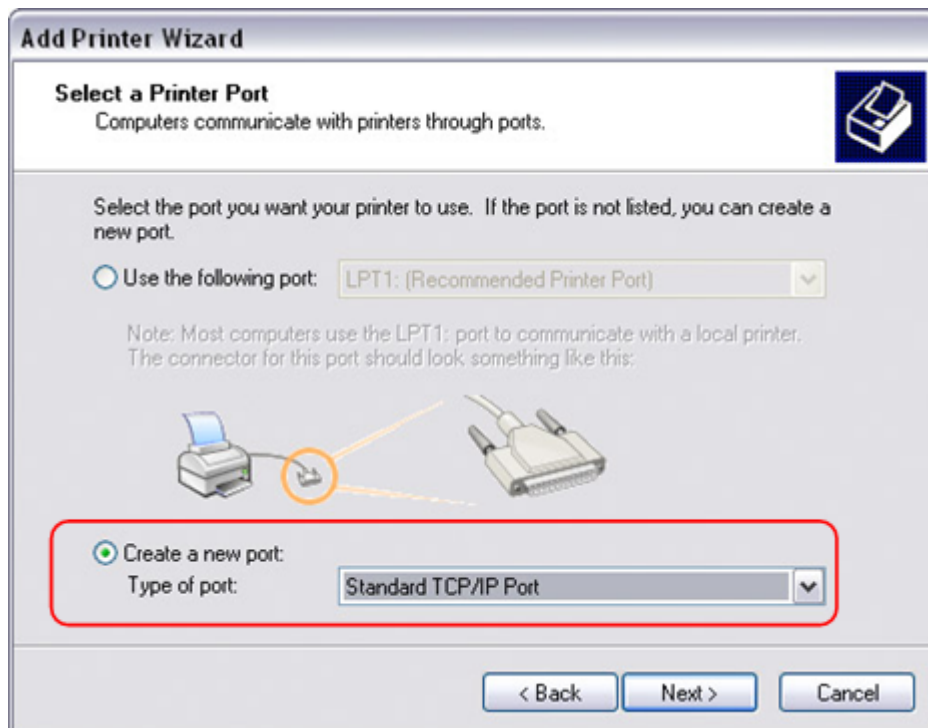 Add Printer Wizard
Select a Printer Port
Computers communicate with printers through ports.
Select the port you want your printer to use. If the port is not listed, you can create a
new port.
Use the following port: LPT1: (Recommended Printer Port)
Note: Most computers use the LPT1: port to communicate with a local printer.
The connector for this port should look something like this:
Create a new port:
Type of port: Standard TCP/IP Port
< Back Next > Cancel